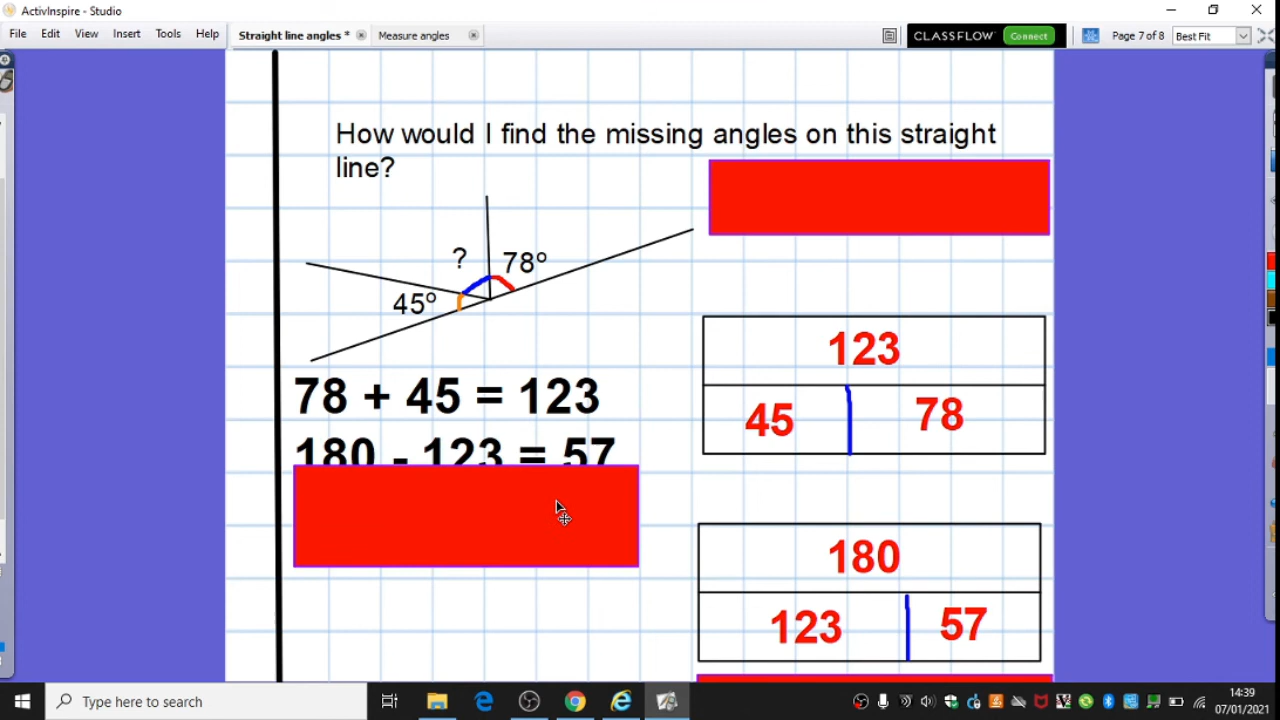 ActivInspire - Studio
File Edit View Insert Tools Help
Straight line angles *
Measure angles
CLASSFLOW Connect
Page 7 of 8
Best Fit
How would I find the missing angles on this straight
line?
?
78°
45°
78 + 45 = 123
180 - 123 = 57
123
45
78
180
123
57
Type here to search
14:39
07/01/2021